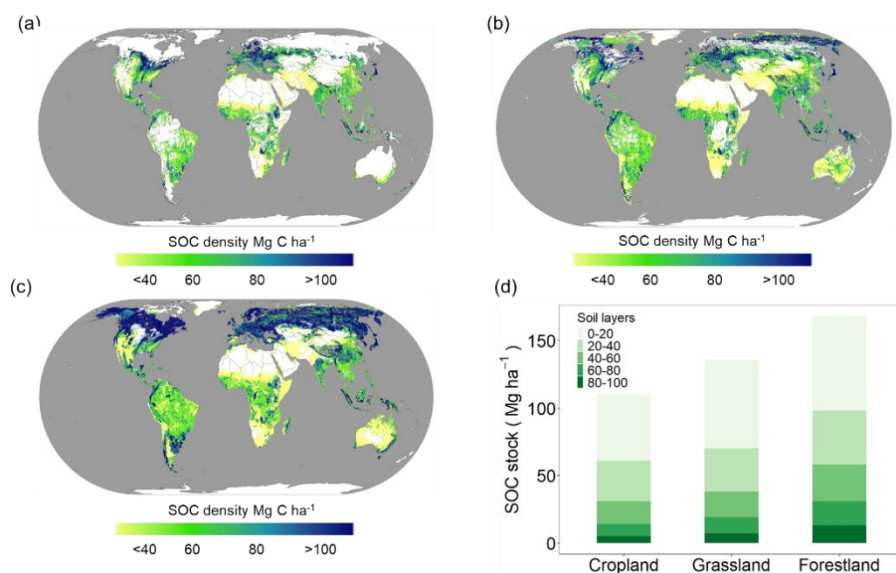 (a)
(b)
SOC density Mg C ha⁻¹
<40 60 80 >100
SOC density Mg C ha⁻¹
<40 60 80 >100
(c)
SOC density Mg C ha⁻¹
<40 60 80 >100
(d)
SOC stock ( Mg ha⁻¹ )
150
100
50
0
Soil layers
0-20
20-40
40-60
60-80
80-100
Cropland Grassland Forestland